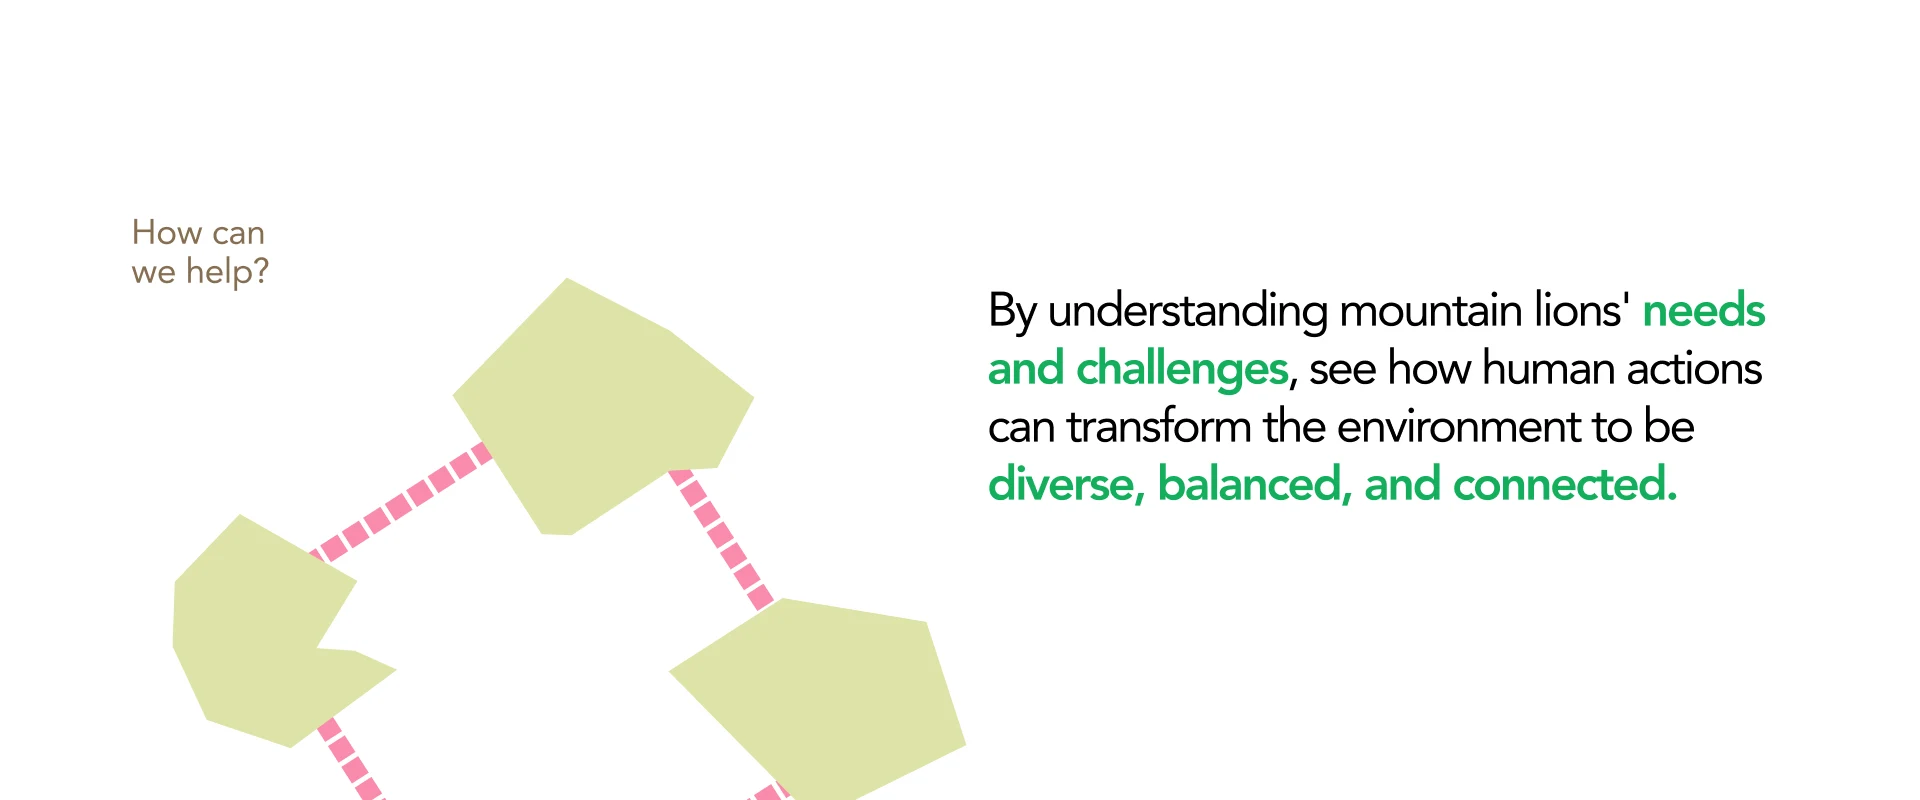 How can
we help?
By understanding mountain lions' needs
and challenges, see how human actions
can transform the environment to be
diverse, balanced, and connected.